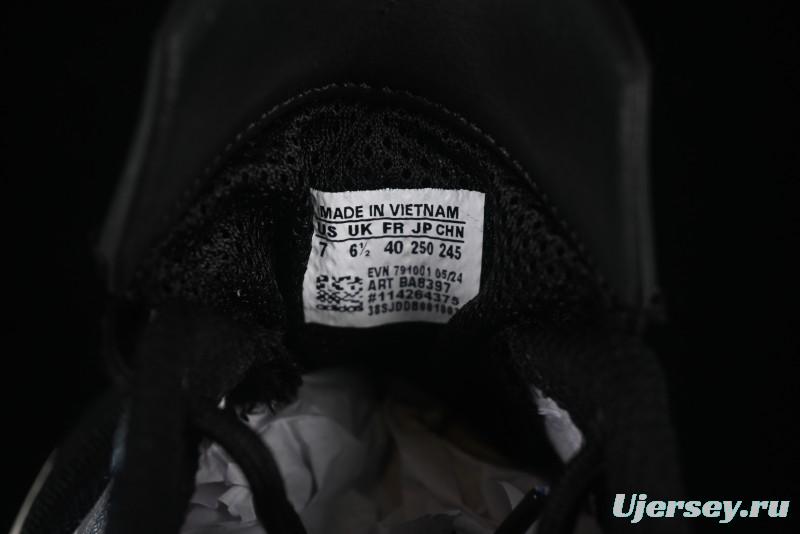 MADE IN VIETNAM
US UK FR JP CHN
7 6½ 40 250 245
EVN 791001 05/24
ART BA8397
#114264375
Ujersey.ru